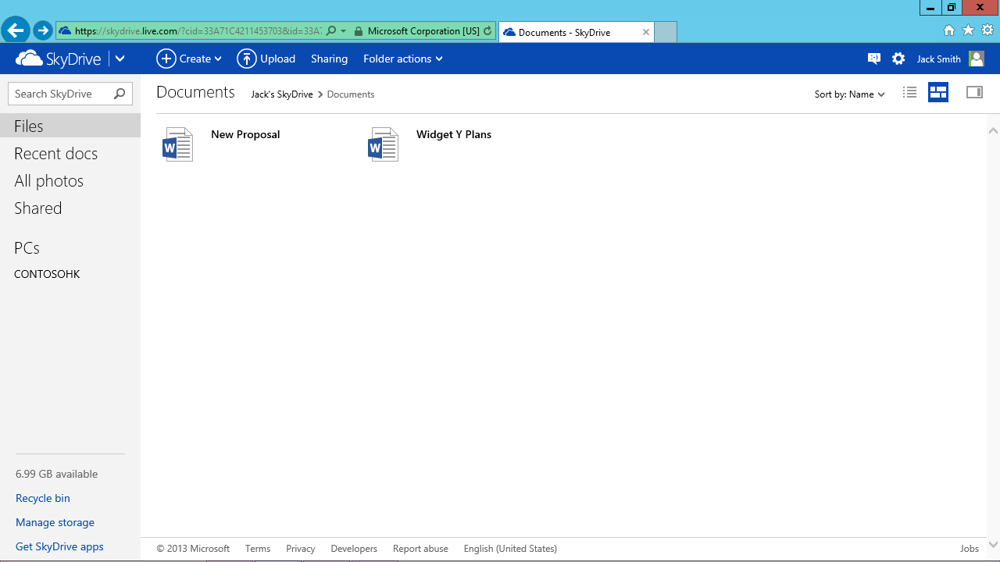 https://skydrive.live.com/?cid=33A71C4211453703&id=33A7
Microsoft Corporation [US]
Documents - SkyDrive
SkyDrive
Create
Upload
Sharing
Folder actions
Jack Smith
Search SkyDrive
Documents
Jack's SkyDrive > Documents
Sort by: Name
Files
Recent docs
All photos
Shared
PCs
CONTOSOHK
W
New Proposal
W
Widget Y Plans
6.99 GB available
Recycle bin
Manage storage
Get SkyDrive apps
© 2013 Microsoft
Terms
Privacy
Developers
Report abuse
English (United States)
Jobs